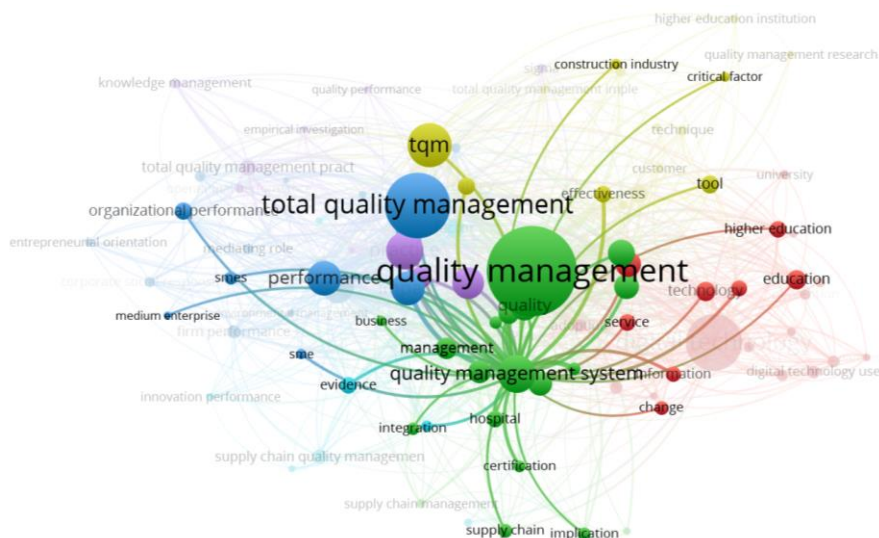 higher education institution
construction industry
quality management research
critical factor
knowledge management
sigma
quality performance
total quality management imple
empirical investigation
tqm
technique
total quality management pract
customer
university
tool
effectiveness
total quality management
organizational performance
higher education
entrepreneurial orientation
mediating role
quality management
smes
performance
education
technology
quality
medium enterprise
business
service
firm performance
management
sme
quality management system
information
digital technology use
evidence
innovation performance
change
hospital
integration
supply chain quality managemen
certification
supply chain management
supply chain
implication